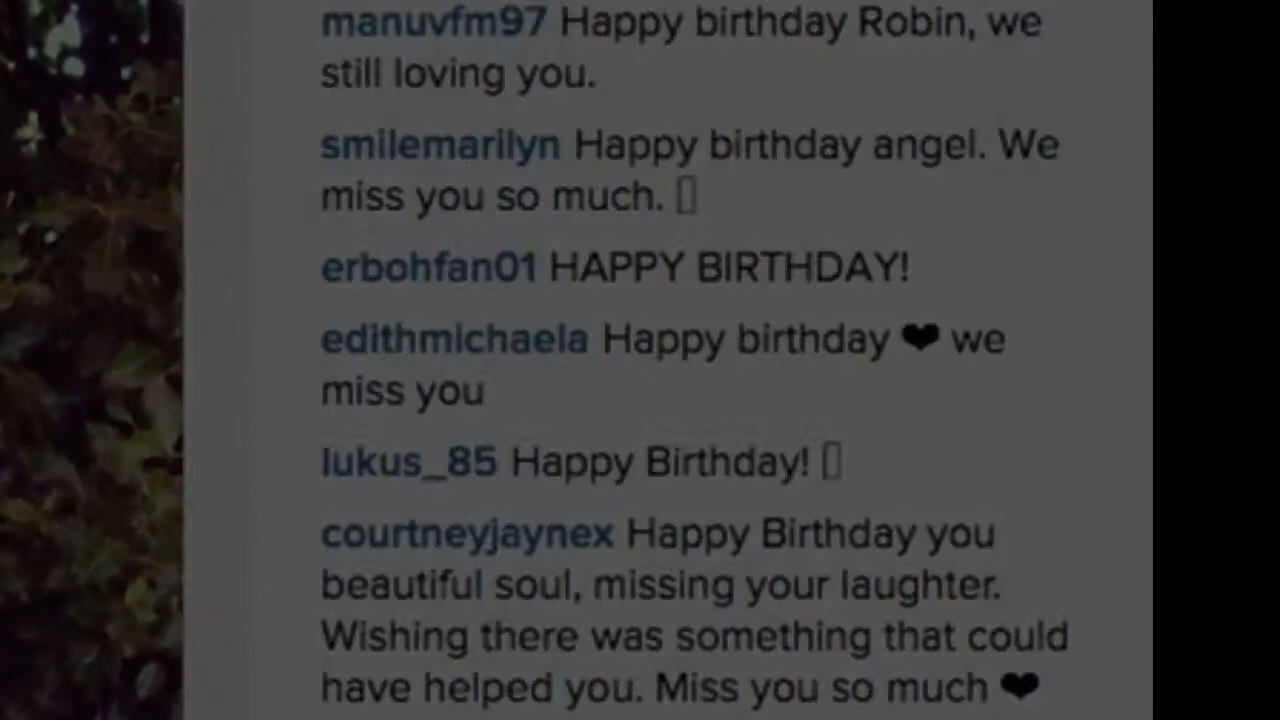 manuvfm97 Happy birthday Robin, we
still loving you.
smilemarilyn Happy birthday angel. We
miss you so much.
erbohfan01 HAPPY BIRTHDAY!
edithmichaela Happy birthday ❤ we
miss you
lukus_85 Happy Birthday!
courtneyjaynex Happy Birthday you
beautiful soul, missing your laughter.
Wishing there was something that could
have helped you. Miss you so much ❤